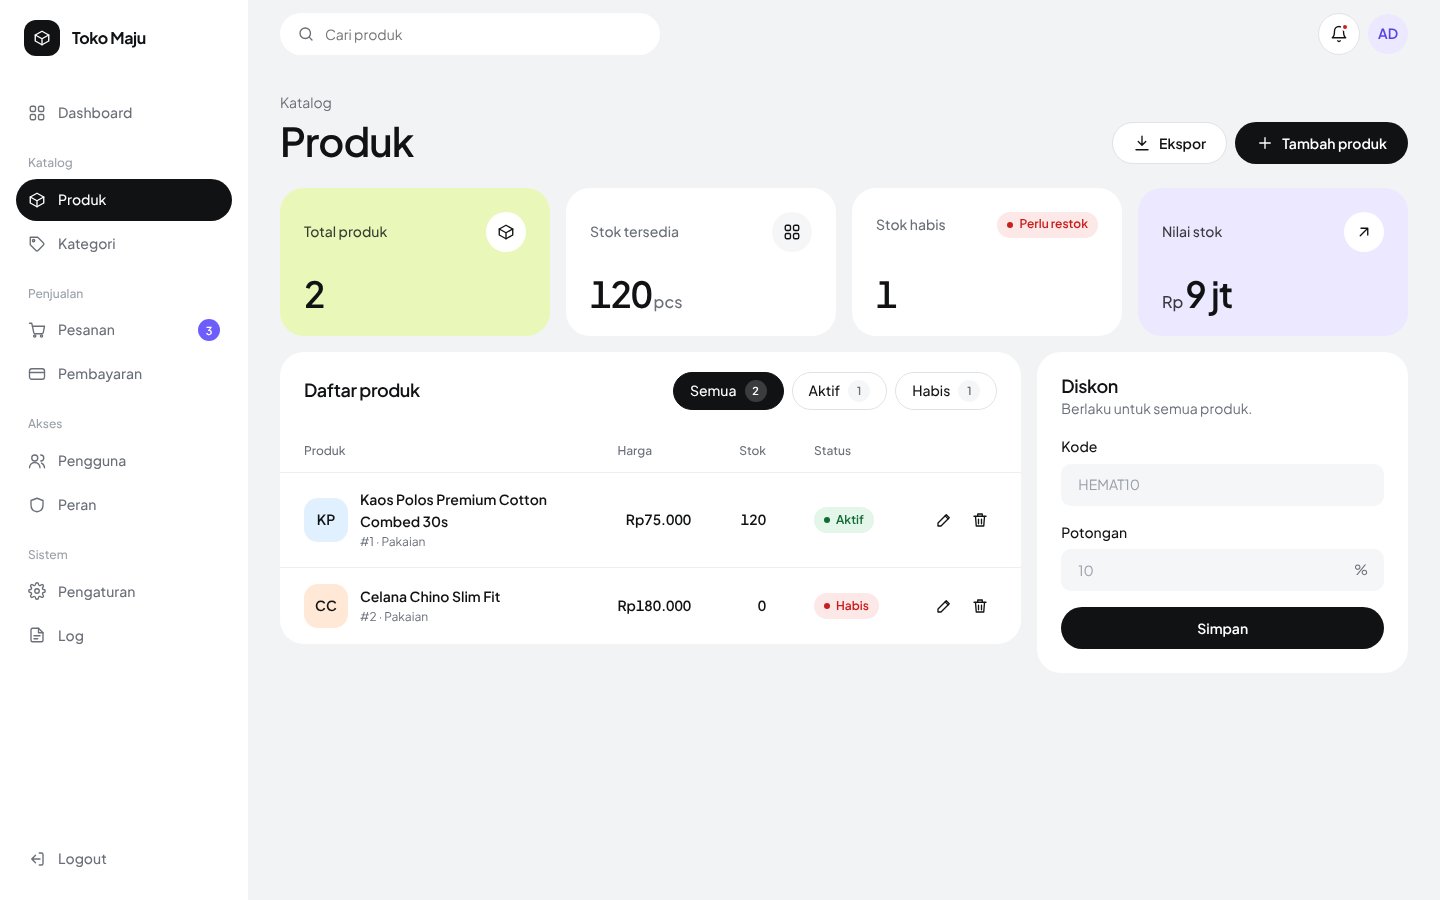 Toko Maju
Cari produk
AD
Dashboard
Katalog
Produk
Kategori
Penjualan
Pesanan 3
Pembayaran
Akses
Pengguna
Peran
Sistem
Pengaturan
Log
Logout
Katalog
Produk
Ekspor
Tambah produk
Total produk
2
Stok tersedia
120 pcs
Stok habis
Perlu restok
1
Nilai stok
Rp 9 jt
Daftar produk
Semua 2
Aktif 1
Habis 1
Produk Harga Stok Status
KP
Kaos Polos Premium Cotton
Combed 30s
#1 · Pakaian
Rp75.000 120 Aktif
CC
Celana Chino Slim Fit
#2 · Pakaian
Rp180.000 0 Habis
Diskon
Berlaku untuk semua produk.
Kode
HEMAT10
Potongan
10 %
Simpan